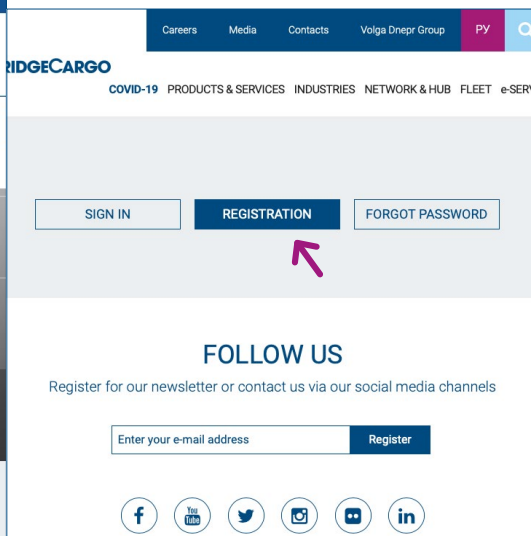 Careers Media Contacts Volga Dnepr Group РУ
RIDGECARGO
COVID-19 PRODUCTS & SERVICES INDUSTRIES NETWORK & HUB FLEET e-SERV
SIGN IN REGISTRATION FORGOT PASSWORD
FOLLOW US
Register for our newsletter or contact us via our social media channels
Enter your e-mail address Register
f You Tube in